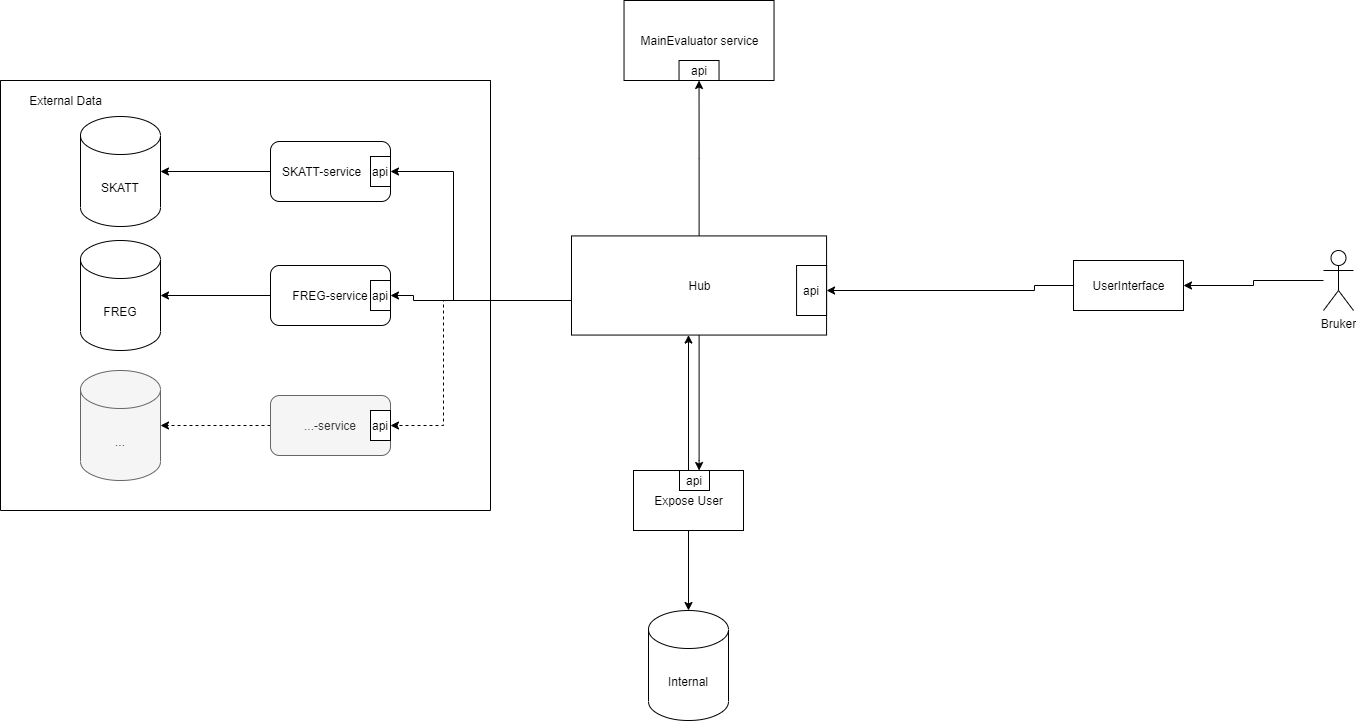 MainEvaluator service
api
External Data
SKATT
SKATT-service
api
FREG
FREG-service
api
...
...-service
api
Hub
api
UserInterface
Bruker
api
Expose User
Internal